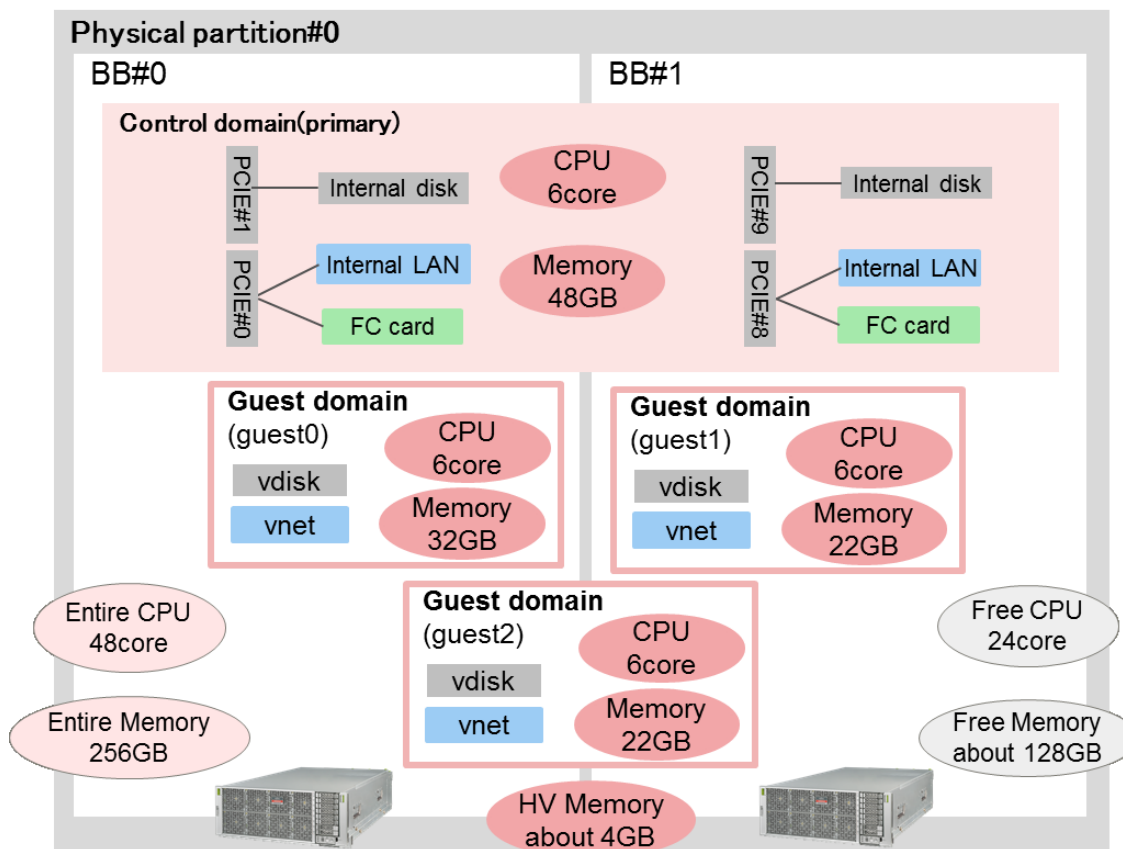 Physical partition#0
BB#0
BB#1
Control domain(primary)
PCIE#1
Internal disk
CPU
6core
PCIE#9
Internal disk
PCIE#0
Internal LAN
FC card
Memory
48GB
PCIE#8
Internal LAN
FC card
Guest domain
(guest0)
CPU
6core
vdisk
vnet
Memory
32GB
Guest domain
(guest1)
CPU
6core
vdisk
vnet
Memory
22GB
Entire CPU
48core
Guest domain
(guest2)
CPU
6core
vdisk
vnet
Memory
22GB
Free CPU
24core
Entire Memory
256GB
Free Memory
about 128GB
HV Memory
about 4GB